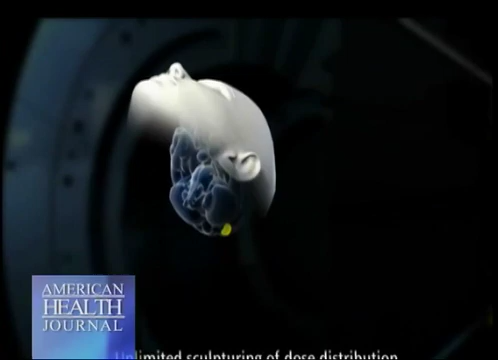 AMERICAN
HEALTH
JOURNAL
Unlimited sculpturing of dose distribution